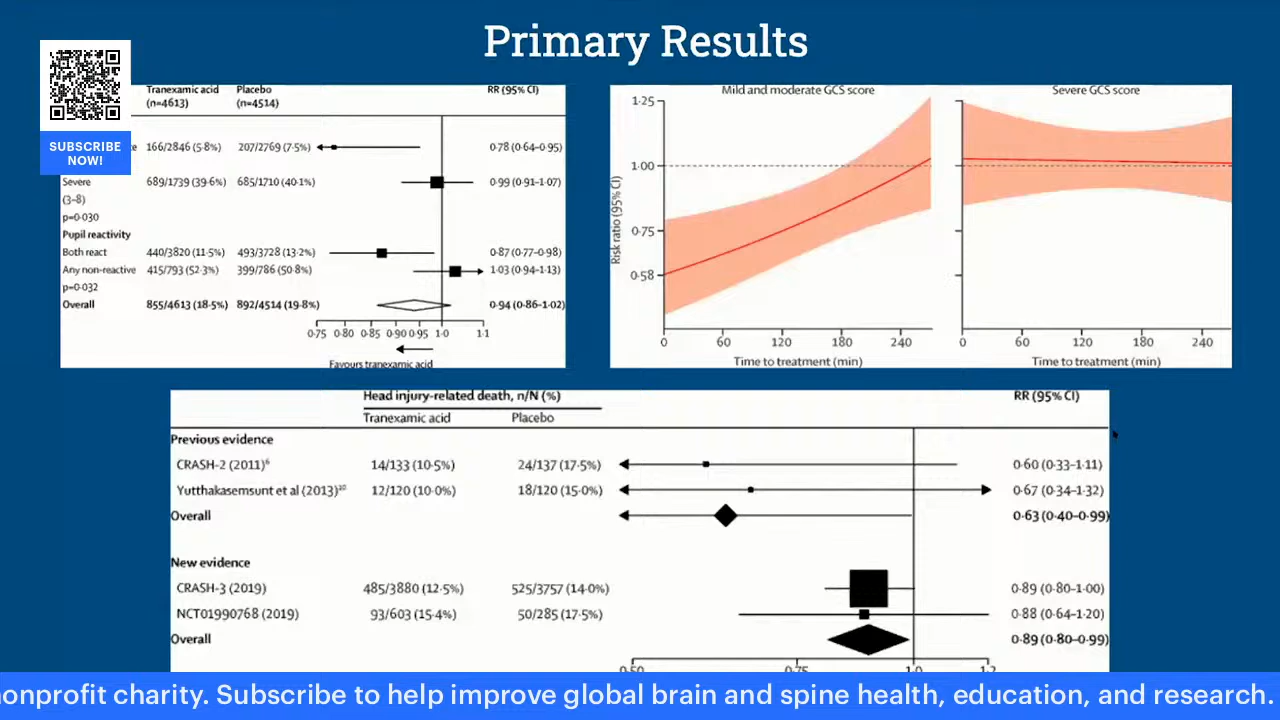 Primary Results
SUBSCRIBE
NOW!
Tranexamic acid Placebo RR (95% CI)
(n=4613) (n=4514)
166/2846 (5·8%) 207/2769 (7·5%) 0·78 (0·64–0·95)
Severe 689/1739 (39·6%) 685/1710 (40·1%) 0·99 (0·91–1·07)
(3–8)
p=0·030
Pupil reactivity
Both react 440/3820 (11·5%) 493/3728 (13·2%) 0·87 (0·77–0·98)
Any non-reactive 415/793 (52·3%) 399/786 (50·8%) 1·03 (0·94–1·13)
p=0·032
Overall 855/4613 (18·5%) 892/4514 (19·8%) 0·94 (0·86–1·02)
0·75 0·80 0·85 0·90 0·95 1·0 1·1
Favours tranexamic acid
Mild and moderate GCS score Severe GCS score
1·25
1·00
0·75
0·58
Risk ratio (95% CI)
0 60 120 180 240 0 60 120 180 240
Time to treatment (min) Time to treatment (min)
Head injury-related death, n/N (%) RR (95% CI)
Tranexamic acid Placebo
Previous evidence
CRASH-2 (2011)⁶ 14/133 (10·5%) 24/137 (17·5%) 0·60 (0·33–1·11)
Yutthakasemsunt et al (2013)¹⁰ 12/120 (10·0%) 18/120 (15·0%) 0·67 (0·34–1·32)
Overall 0·63 (0·40–0·99)
New evidence
CRASH-3 (2019) 485/3880 (12·5%) 525/3757 (14·0%) 0·89 (0·80–1·00)
NCT01990768 (2019) 93/603 (15·4%) 50/285 (17·5%) 0·88 (0·64–1·20)
Overall 0·89 (0·80–0·99)
0·50 0·75 1·0 1·2
nonprofit charity. Subscribe to help improve global brain and spine health, education, and research.